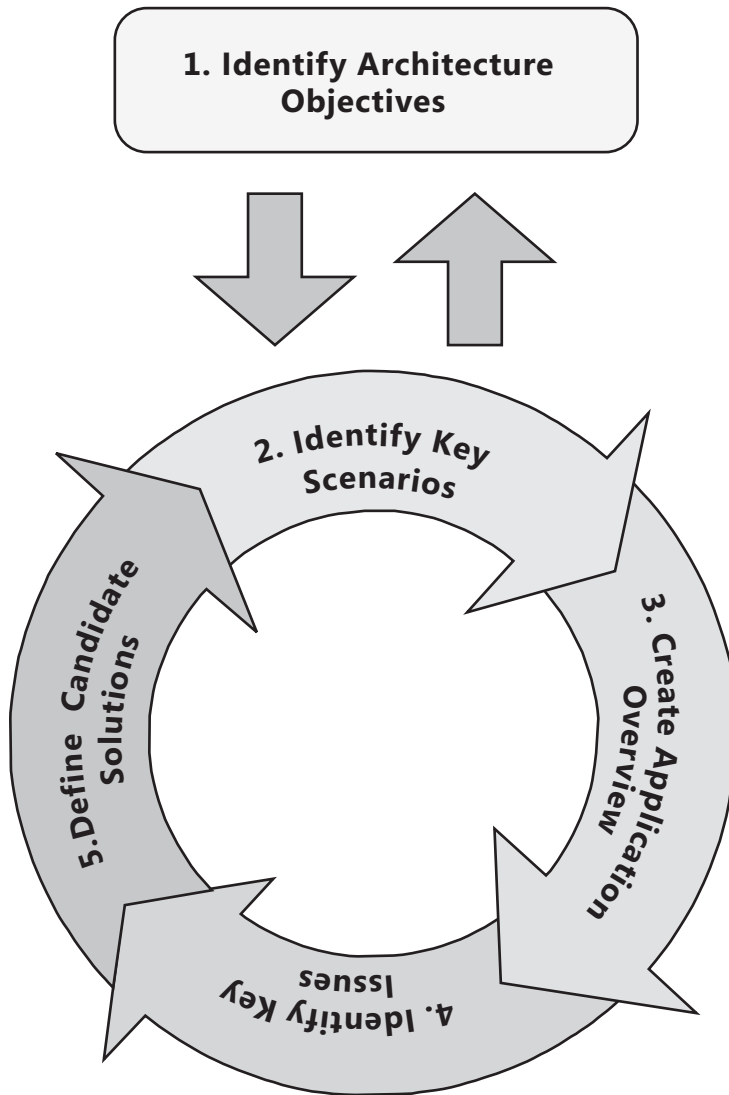 1. Identify Architecture
Objectives
2. Identify Key
Scenarios
3. Create Application
Overview
4. Identify Key
Issues
5.Define Candidate
Solutions